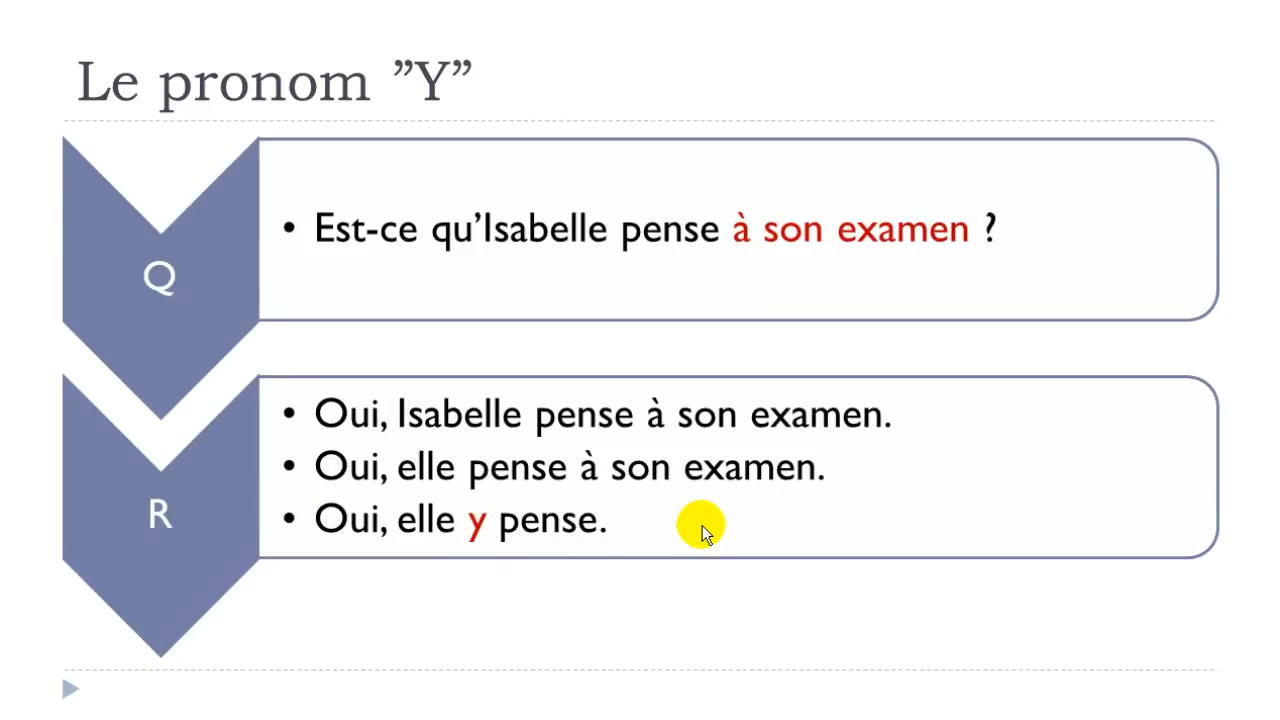 Le pronom ”Y”
Q
• Est-ce qu’Isabelle pense à son examen ?
R
• Oui, Isabelle pense à son examen.
• Oui, elle pense à son examen.
• Oui, elle y pense.